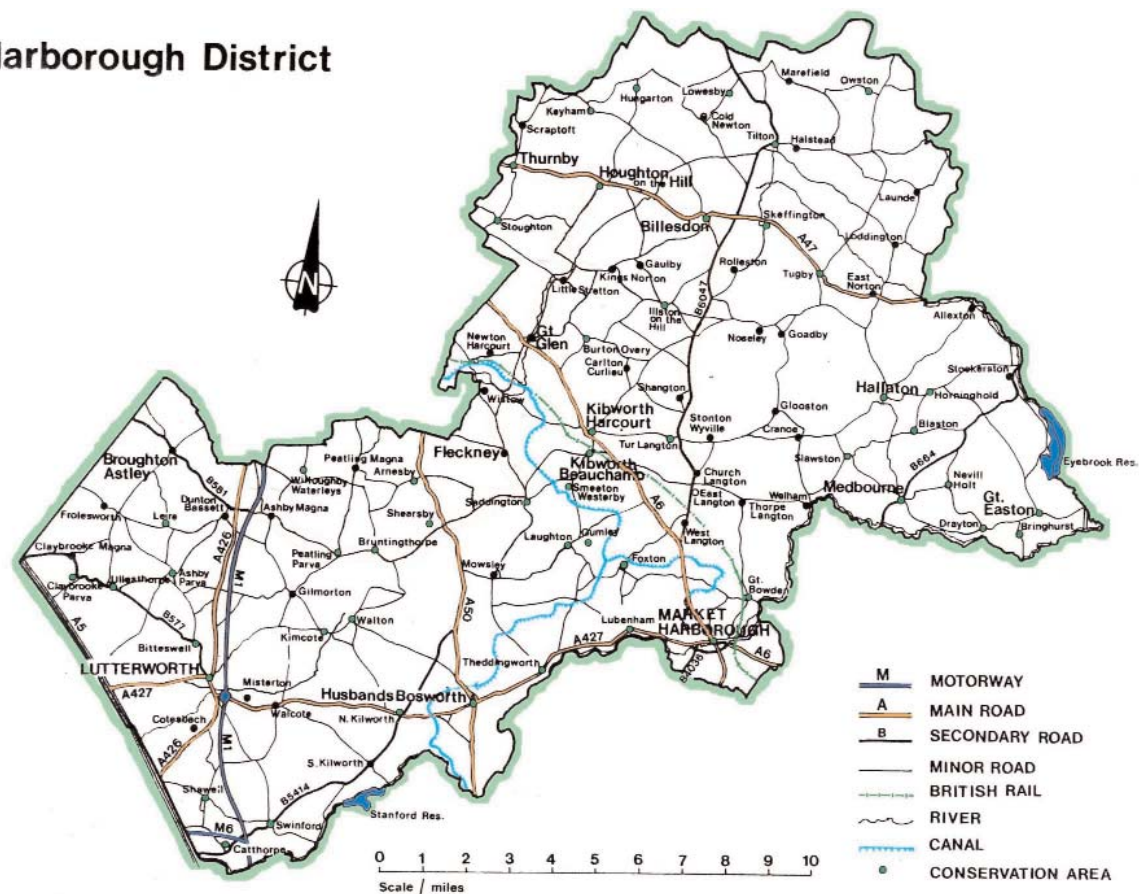 Harborough District
Marefield
Owston
Hungarton
Lowesby
Keyham
Cold
Newton
Scraptoft
Tilton
Halstead
Thurnby
Houghton
on the Hill
Launde
Stoughton
Billesdon
Skeffington
A47
Loddington
Gaulby
Rolleston
Kings Norton
Tugby
East
Norton
Little Stretton
B6047
Illston
on the
Hill
Allexton
Gt.
Glen
Noseley
Goadby
Newton
Harcourt
Burton Overy
Carlton
Curlieu
Stockerston
Shangton
Hallaton
Horninghold
Wistow
Kibworth
Harcourt
Glooston
Stonton
Wyville
Cranoe
Blaston
Tur Langton
Eyebrook Res.
Broughton
Astley
Peatling Magna
Arnesby
Fleckney
Kibworth
Beauchamp
Slawston
B664
Church
Langton
Nevill
Holt
B581
Willoughby
Waterleys
Smeeton
Westerby
A6
Medbourne
Gt.
Easton
Dunton
Bassett
Ashby Magna
Saddington
East
Langton
Welham
Thorpe
Langton
Frolesworth
Leire
Shearsby
Drayton
Bringhurst
A426
Gumley
West
Langton
Claybrooke Magna
Peatling
Parva
Bruntingthorpe
Laughton
Foxton
Claybrooke
Parva
Ullesthorpe
Ashby
Parva
M1
Mowsley
Gt.
Bowden
Gilmorton
A5
B577
Walton
A50
Lubenham
MARKET
HARBOROUGH
Bitteswell
Kimcote
A427
A6
LUTTERWORTH
Theddingworth
B4036
A427
Misterton
Husbands Bosworth
Cotesbach
Walcote
N. Kilworth
M1
A426
S. Kilworth
Shawell
B5414
Stanford Res.
M6
Swinford
Catthorpe
N
M MOTORWAY
A MAIN ROAD
B SECONDARY ROAD
MINOR ROAD
BRITISH RAIL
RIVER
CANAL
CONSERVATION AREA
0 1 2 3 4 5 6 7 8 9 10
Scale / miles